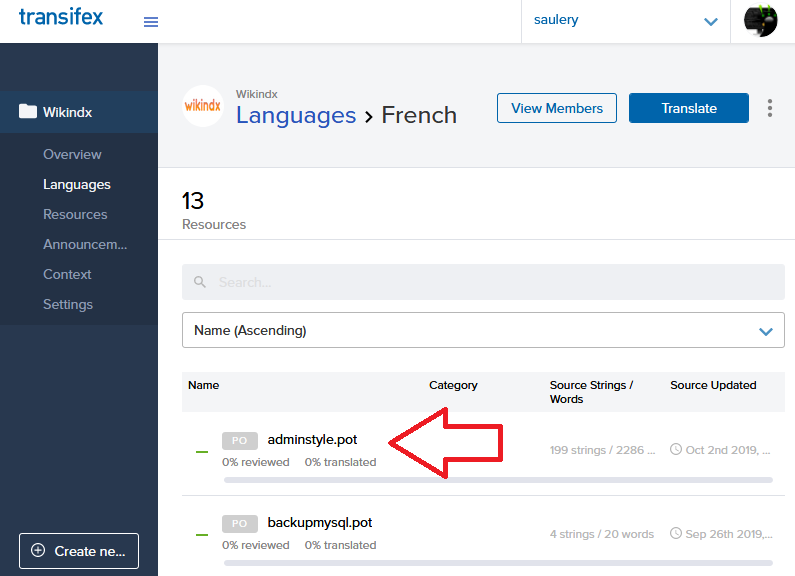 transifex
saulery
Wikindx
Overview
Languages
Resources
Announcem...
Context
Settings
Create ne...
wikindx
Wikindx
Languages > French
View Members
Translate
13
Resources
Search...
Name (Ascending)
Name Category Source Strings / Words Source Updated
PO adminstyle.pot
0% reviewed 0% translated
199 strings / 2286 ... Oct 2nd 2019, ...
PO backupmysql.pot
0% reviewed 0% translated
4 strings / 20 words Sep 26th 2019,...